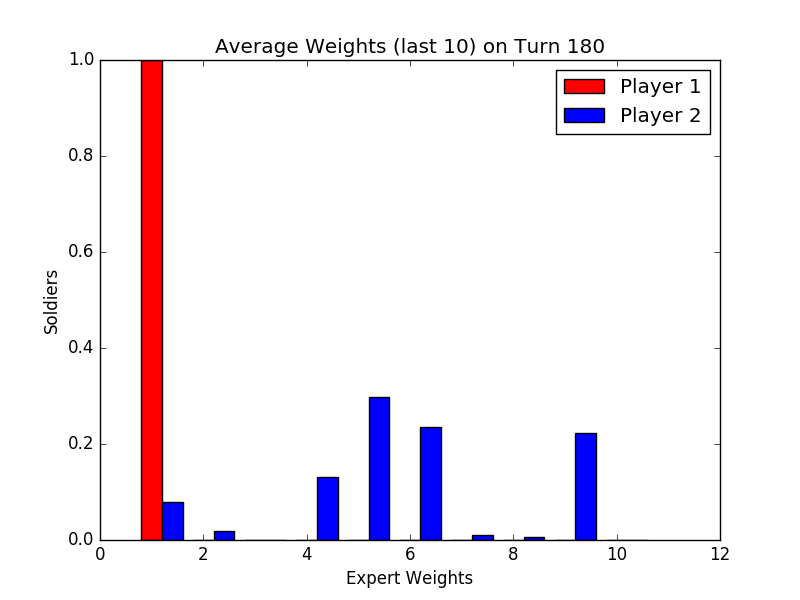 Average Weights (last 10) on Turn 180
1.0
0.8
0.6
0.4
0.2
0.0
Soldiers
0 2 4 6 8 10 12
Expert Weights
Player 1
Player 2